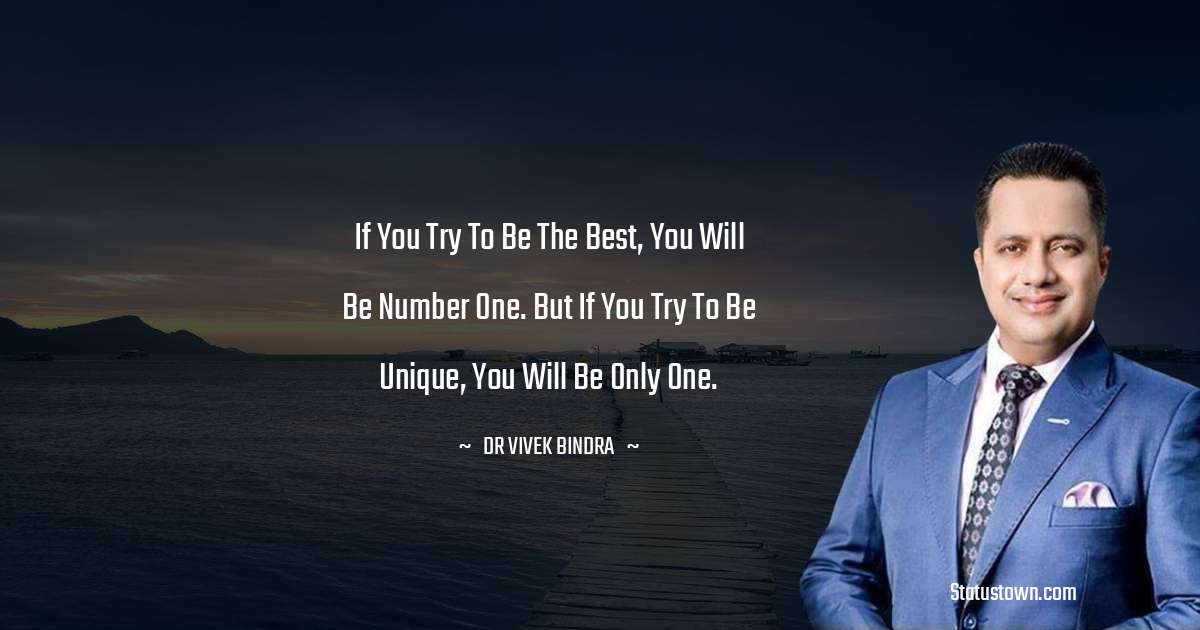 If You Try To Be The Best, You Will
Be Number One. But If You Try To Be
Unique, You Will Be Only One.
~ DR VIVEK BINDRA ~
Statustown.com